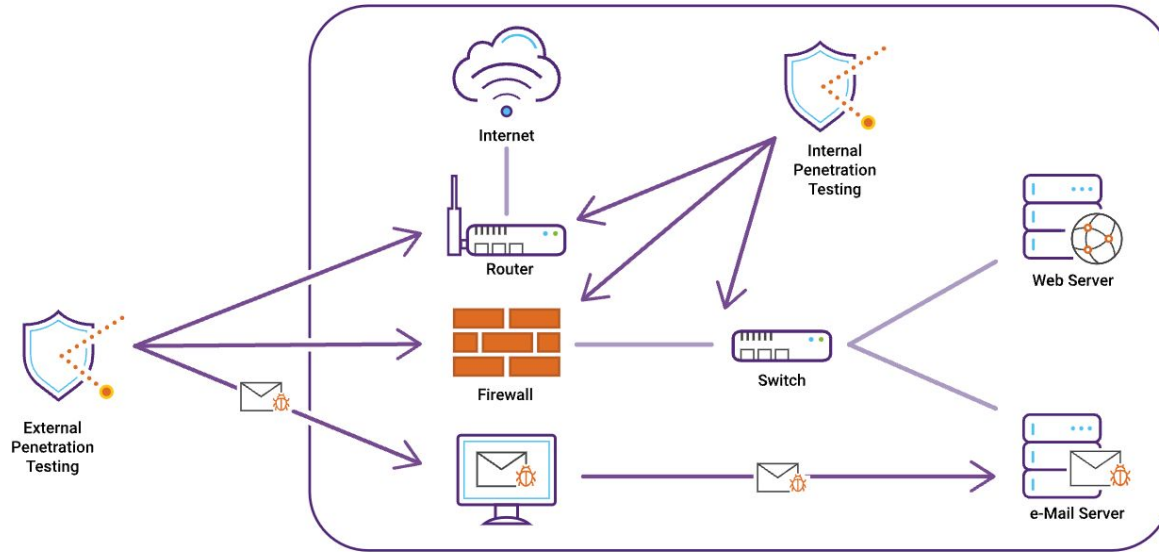 Internet
Internal
Penetration
Testing
Router
Web Server
External
Penetration
Testing
Firewall
Switch
e-Mail Server